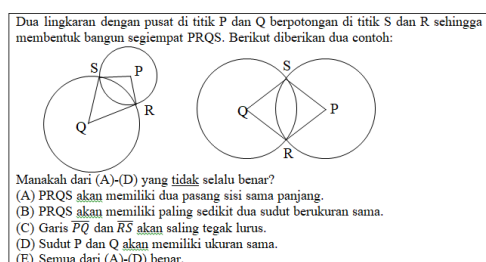 Dua lingkaran dengan pusat di titik P dan Q berpotongan di titik S dan R sehingga
membentuk bangun segiempat PRQS. Berikut diberikan dua contoh:
S
P
R
Q
S
Q
P
R
Manakah dari (A)-(D) yang tidak selalu benar?
(A) PRQS akan memiliki dua pasang sisi sama panjang.
(B) PRQS akan memiliki paling sedikit dua sudut berukuran sama.
(C) Garis PQ dan RS akan saling tegak lurus.
(D) Sudut P dan Q akan memiliki ukuran sama.
(E) Semua dari (A)-(D) benar.